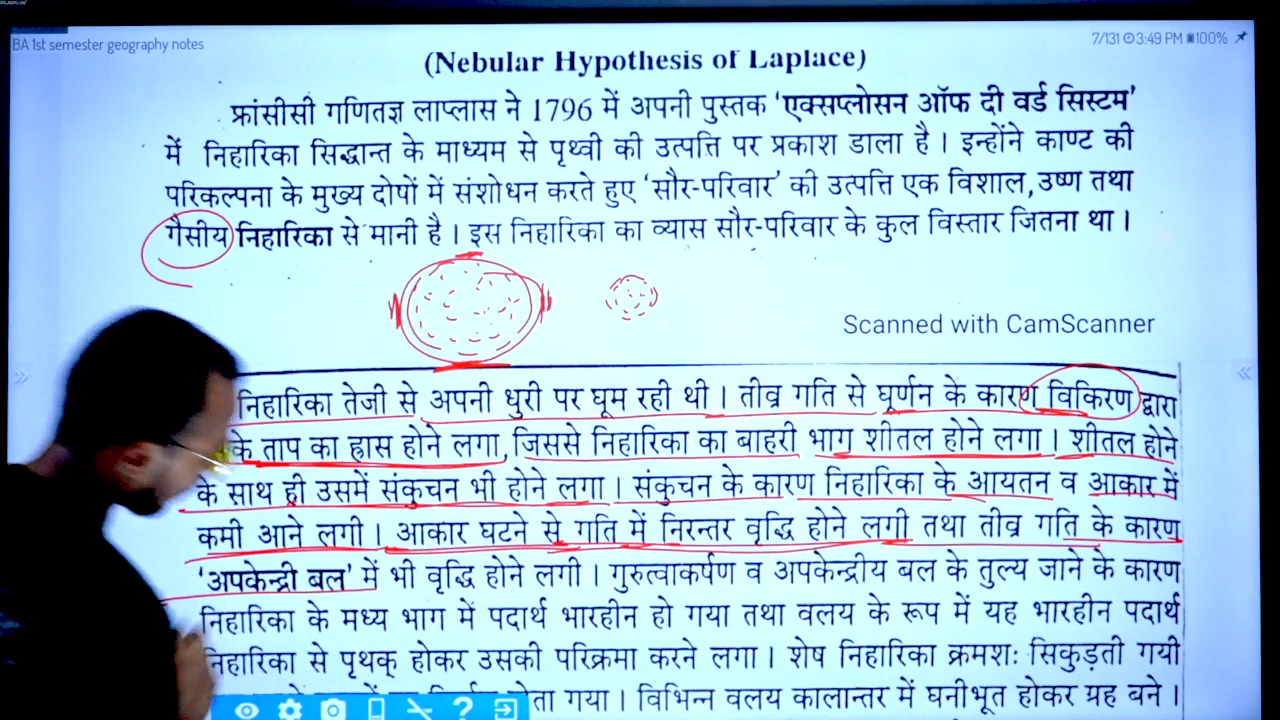 BA 1st semester geography notes
7/131 3:49 PM 100%
(Nebular Hypothesis of Laplace)
फ्रांसीसी गणितज्ञ लाप्लास ने 1796 में अपनी पुस्तक 'एक्सप्लोसन ऑफ दी वर्ड सिस्टम'
में निहारिका सिद्धान्त के माध्यम से पृथ्वी की उत्पत्ति पर प्रकाश डाला है । इन्होंने काण्ट की
परिकल्पना के मुख्य दोषों में संशोधन करते हुए 'सौर-परिवार' की उत्पत्ति एक विशाल, उष्ण तथा
गैसीय निहारिका से मानी है । इस निहारिका का व्यास सौर-परिवार के कुल विस्तार जितना था ।
Scanned with CamScanner
निहारिका तेजी से अपनी धुरी पर घूम रही थी । तीव्र गति से घूर्णन के कारण विकिरण द्वारा
के ताप का ह्रास होने लगा, जिससे निहारिका का बाहरी भाग शीतल होने लगा । शीतल होने
के साथ ही उसमें संकुचन भी होने लगा । संकुचन के कारण निहारिका के आयतन व आकार में
कमी आने लगी । आकार घटने से गति में निरन्तर वृद्धि होने लगी तथा तीव्र गति के कारण
'अपकेन्द्री बल' में भी वृद्धि होने लगी । गुरुत्वाकर्षण व अपकेन्द्रीय बल के तुल्य जाने के कारण
निहारिका के मध्य भाग में पदार्थ भारहीन हो गया तथा वलय के रूप में यह भारहीन पदार्थ
निहारिका से पृथक् होकर उसकी परिक्रमा करने लगा । शेष निहारिका क्रमशः सिकुड़ती गयी
गया । विभिन्न वलय कालान्तर में घनीभूत होकर ग्रह बने ।